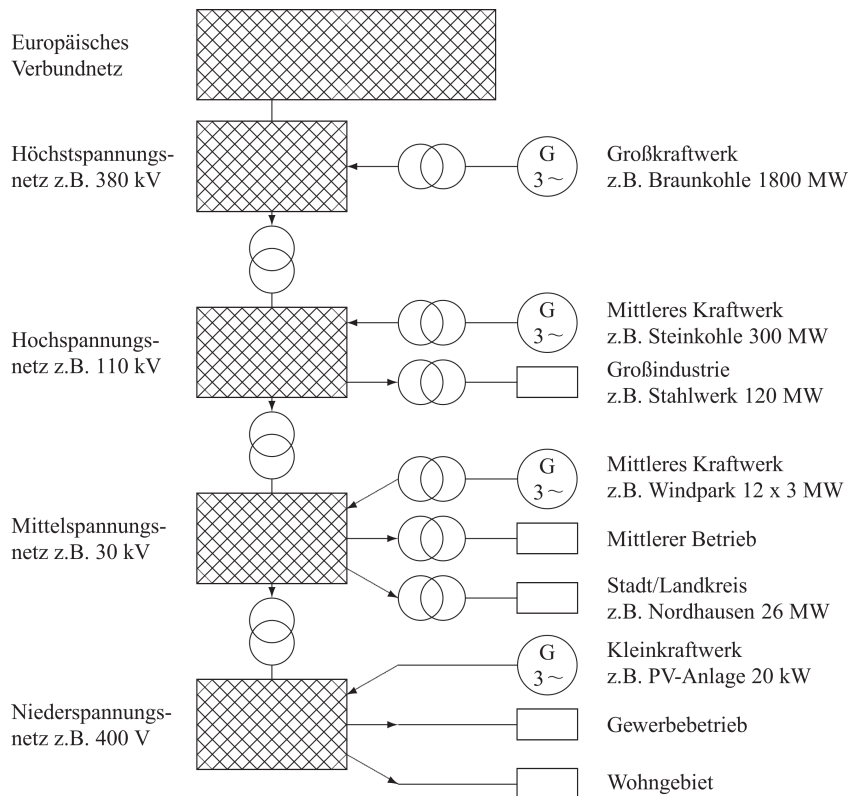 Europäisches
Verbundnetz
Höchstspannungs-
netz z.B. 380 kV
G
3~
Großkraftwerk
z.B. Braunkohle 1800 MW
Hochspannungs-
netz z.B. 110 kV
G
3~
Mittleres Kraftwerk
z.B. Steinkohle 300 MW
Großindustrie
z.B. Stahlwerk 120 MW
Mittelspannungs-
netz z.B. 30 kV
G
3~
Mittleres Kraftwerk
z.B. Windpark 12 x 3 MW
Mittlerer Betrieb
Stadt/Landkreis
z.B. Nordhausen 26 MW
Niederspannungs-
netz z.B. 400 V
G
3~
Kleinkraftwerk
z.B. PV-Anlage 20 kW
Gewerbebetrieb
Wohngebiet